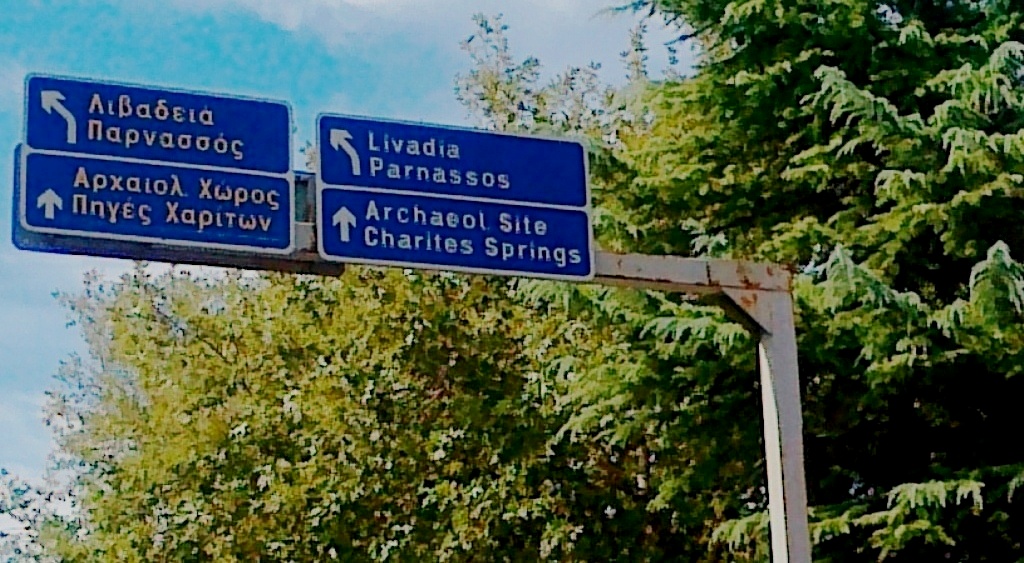 Λιβαδειά
Παρνασσός
Αρχαιολ. Χώρος
Πηγές Χαρίτων
Livadia
Parnassos
Archaeol. Site
Charites Springs